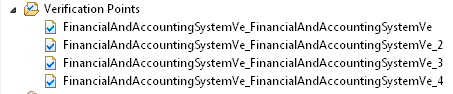 Verification Points
FinancialAndAccountingSystemVe_FinancialAndAccountingSystemVe
FinancialAndAccountingSystemVe_FinancialAndAccountingSystemVe_2
FinancialAndAccountingSystemVe_FinancialAndAccountingSystemVe_3
FinancialAndAccountingSystemVe_FinancialAndAccountingSystemVe_4